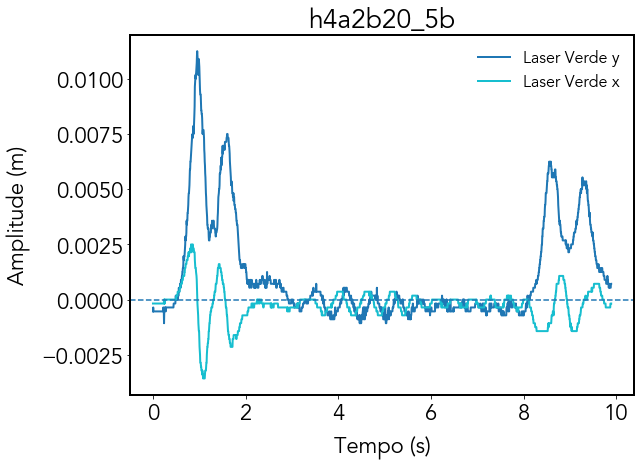 h4a2b20_5b
Laser Verde y
Laser Verde x
Amplitude (m)
0.0100
0.0075
0.0050
0.0025
0.0000
−0.0025
0 2 4 6 8 10
Tempo (s)